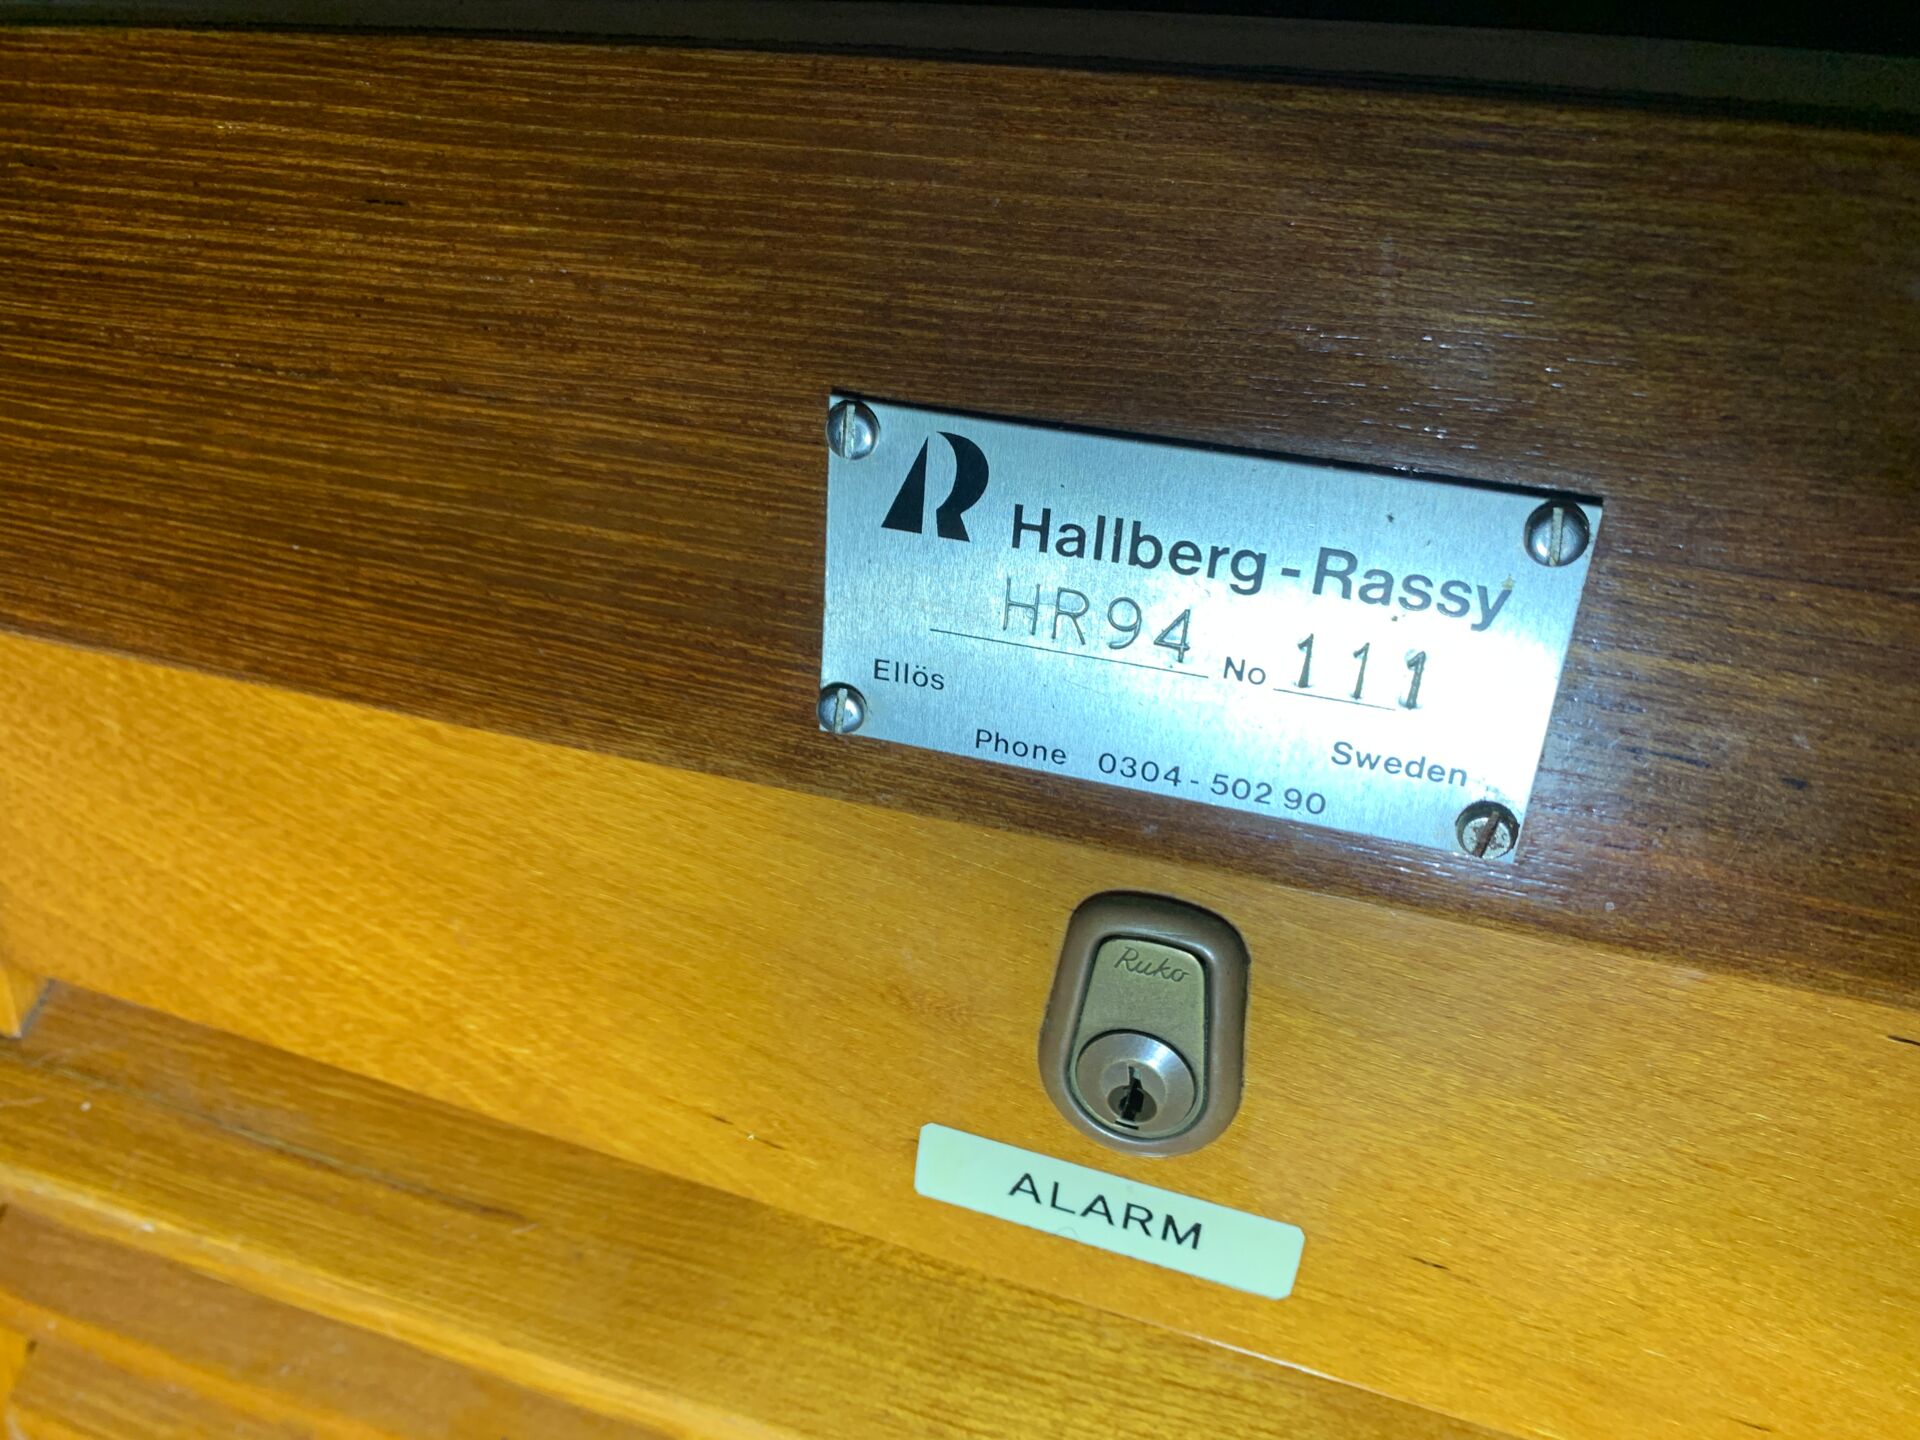 R Hallberg-Rassy
HR94 No 111
Ellös Sweden
Phone 0304-502 90
Ruko
ALARM